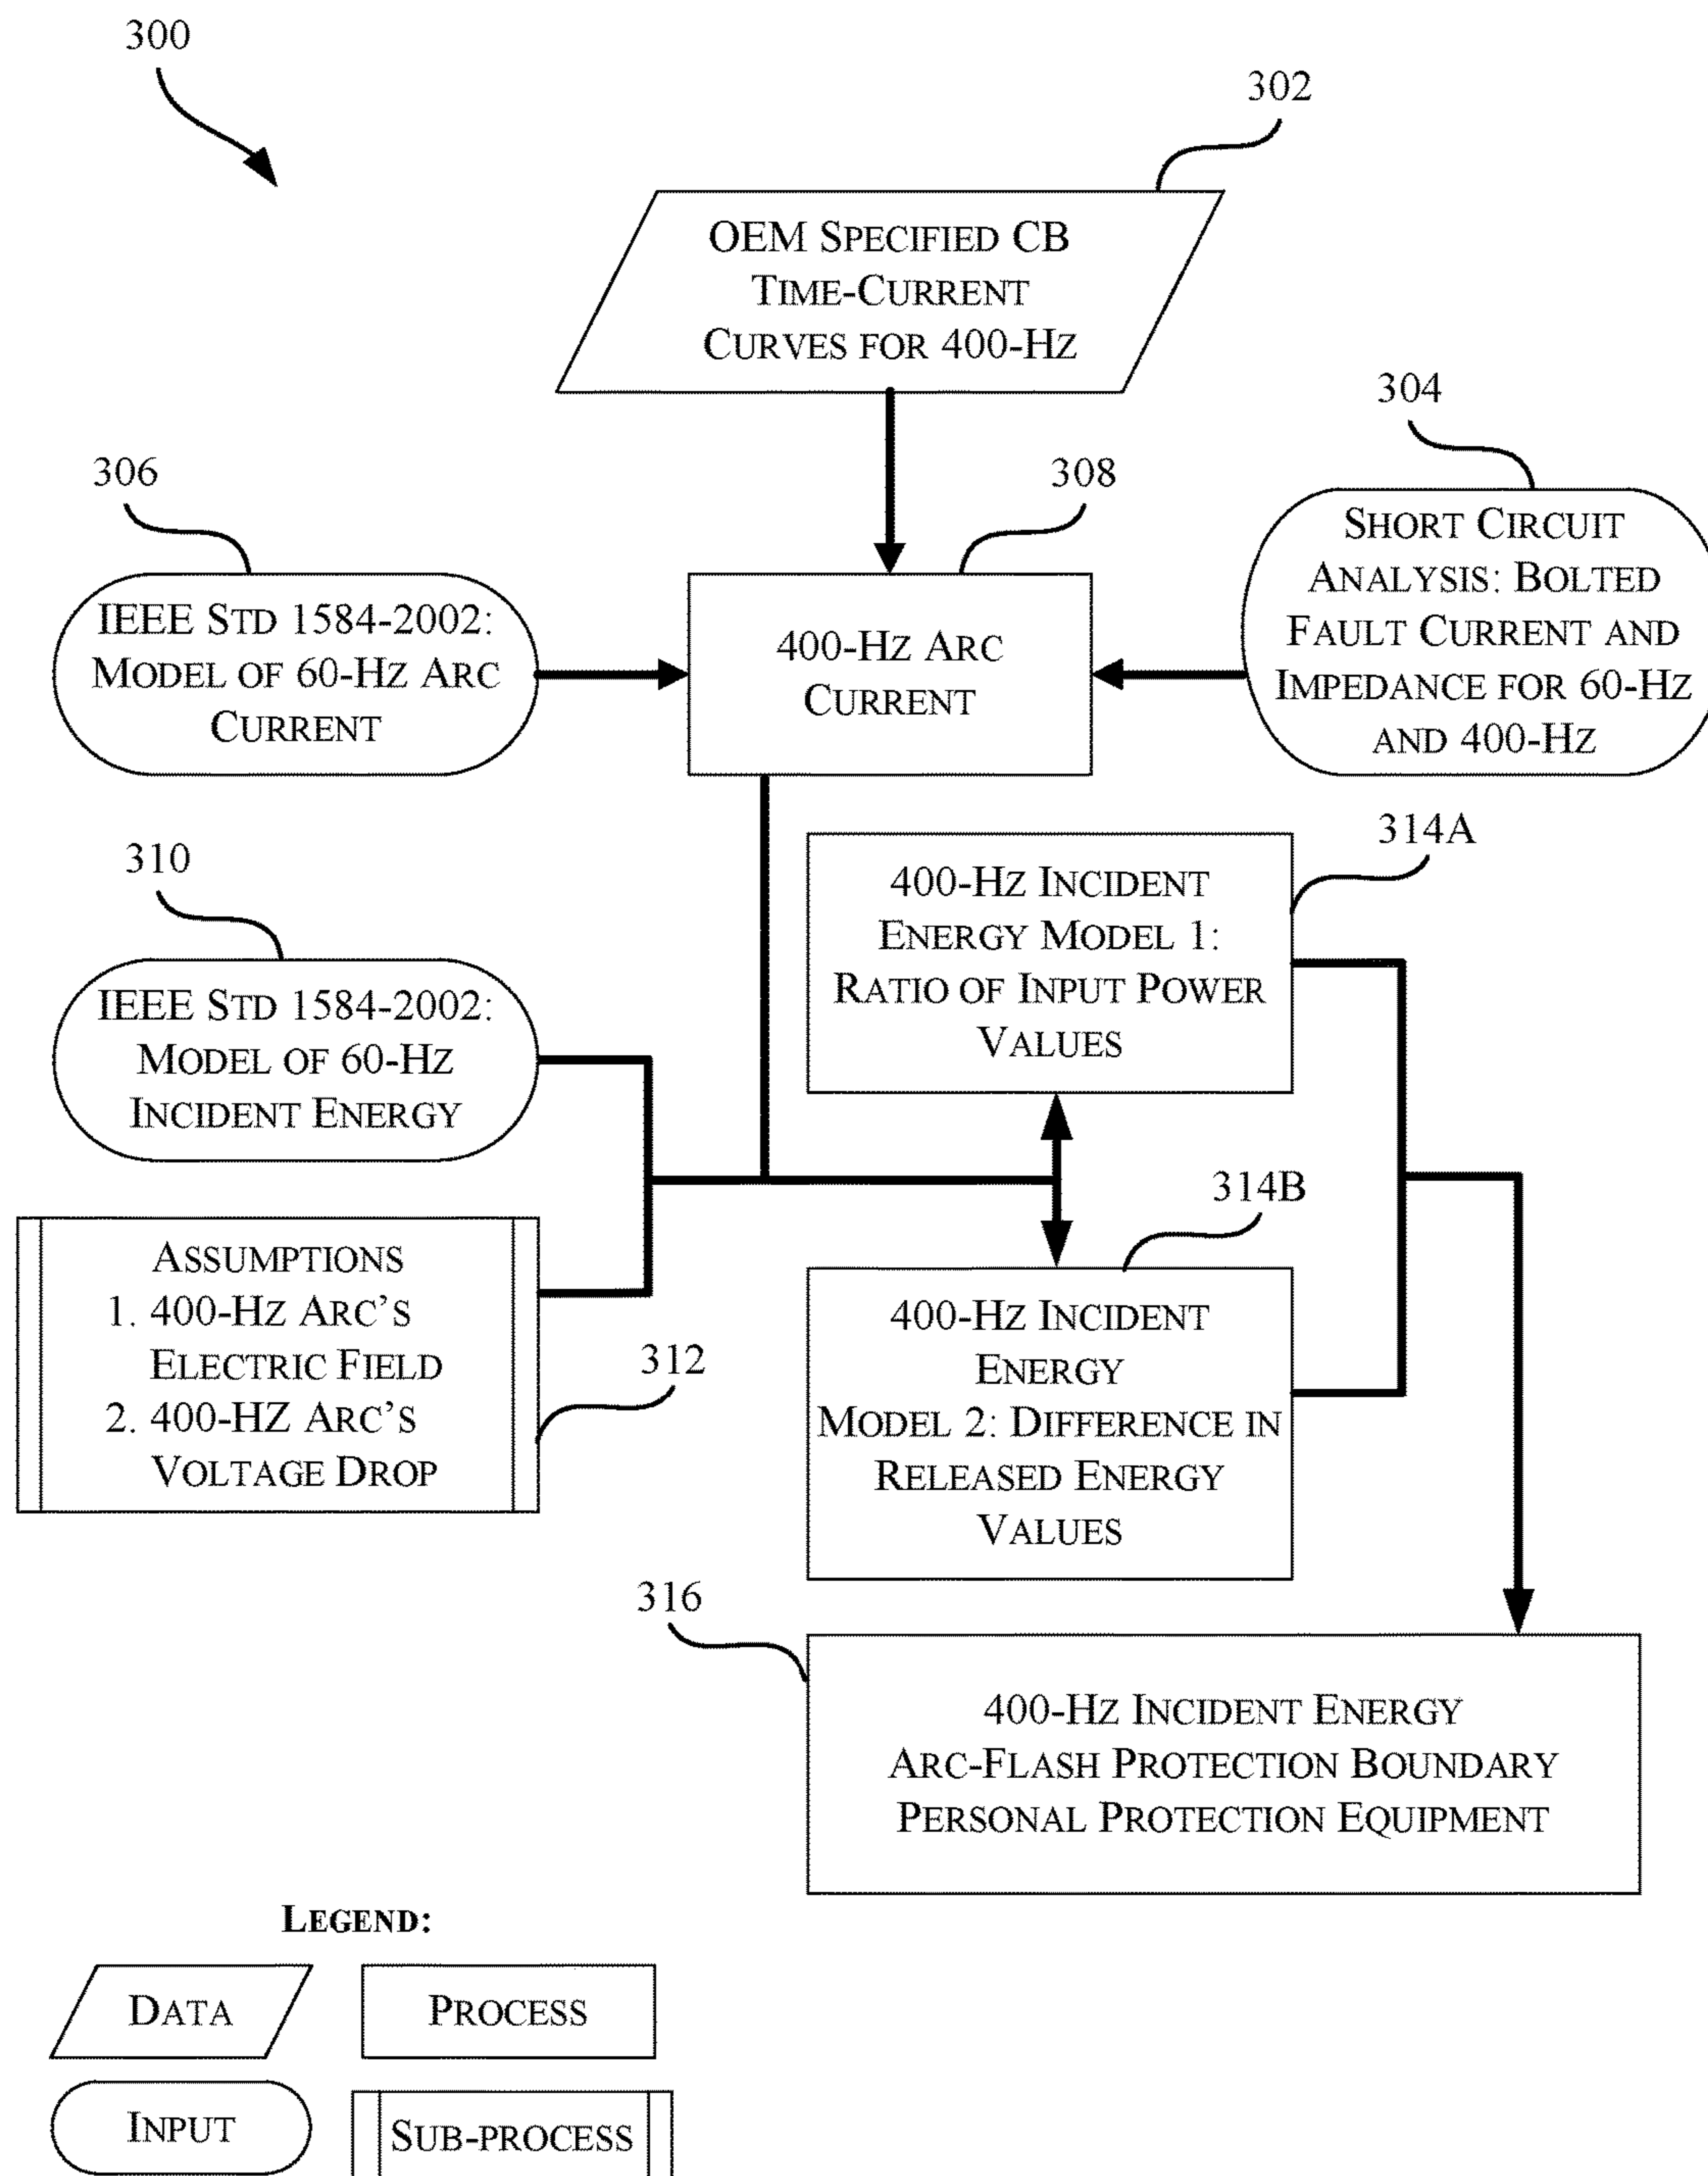 300
302
OEM SPECIFIED CB
TIME-CURRENT
CURVES FOR 400-HZ
304
SHORT CIRCUIT
ANALYSIS: BOLTED
FAULT CURRENT AND
IMPEDANCE FOR 60-HZ
AND 400-HZ
306
IEEE STD 1584-2002:
MODEL OF 60-HZ ARC
CURRENT
308
400-HZ ARC
CURRENT
310
IEEE STD 1584-2002:
MODEL OF 60-HZ
INCIDENT ENERGY
314A
400-HZ INCIDENT
ENERGY MODEL 1:
RATIO OF INPUT POWER
VALUES
ASSUMPTIONS
1. 400-HZ ARC'S
ELECTRIC FIELD
2. 400-HZ ARC'S
VOLTAGE DROP
312
314B
400-HZ INCIDENT
ENERGY
MODEL 2: DIFFERENCE IN
RELEASED ENERGY
VALUES
316
400-HZ INCIDENT ENERGY
ARC-FLASH PROTECTION BOUNDARY
PERSONAL PROTECTION EQUIPMENT
LEGEND:
DATA
PROCESS
INPUT
SUB-PROCESS